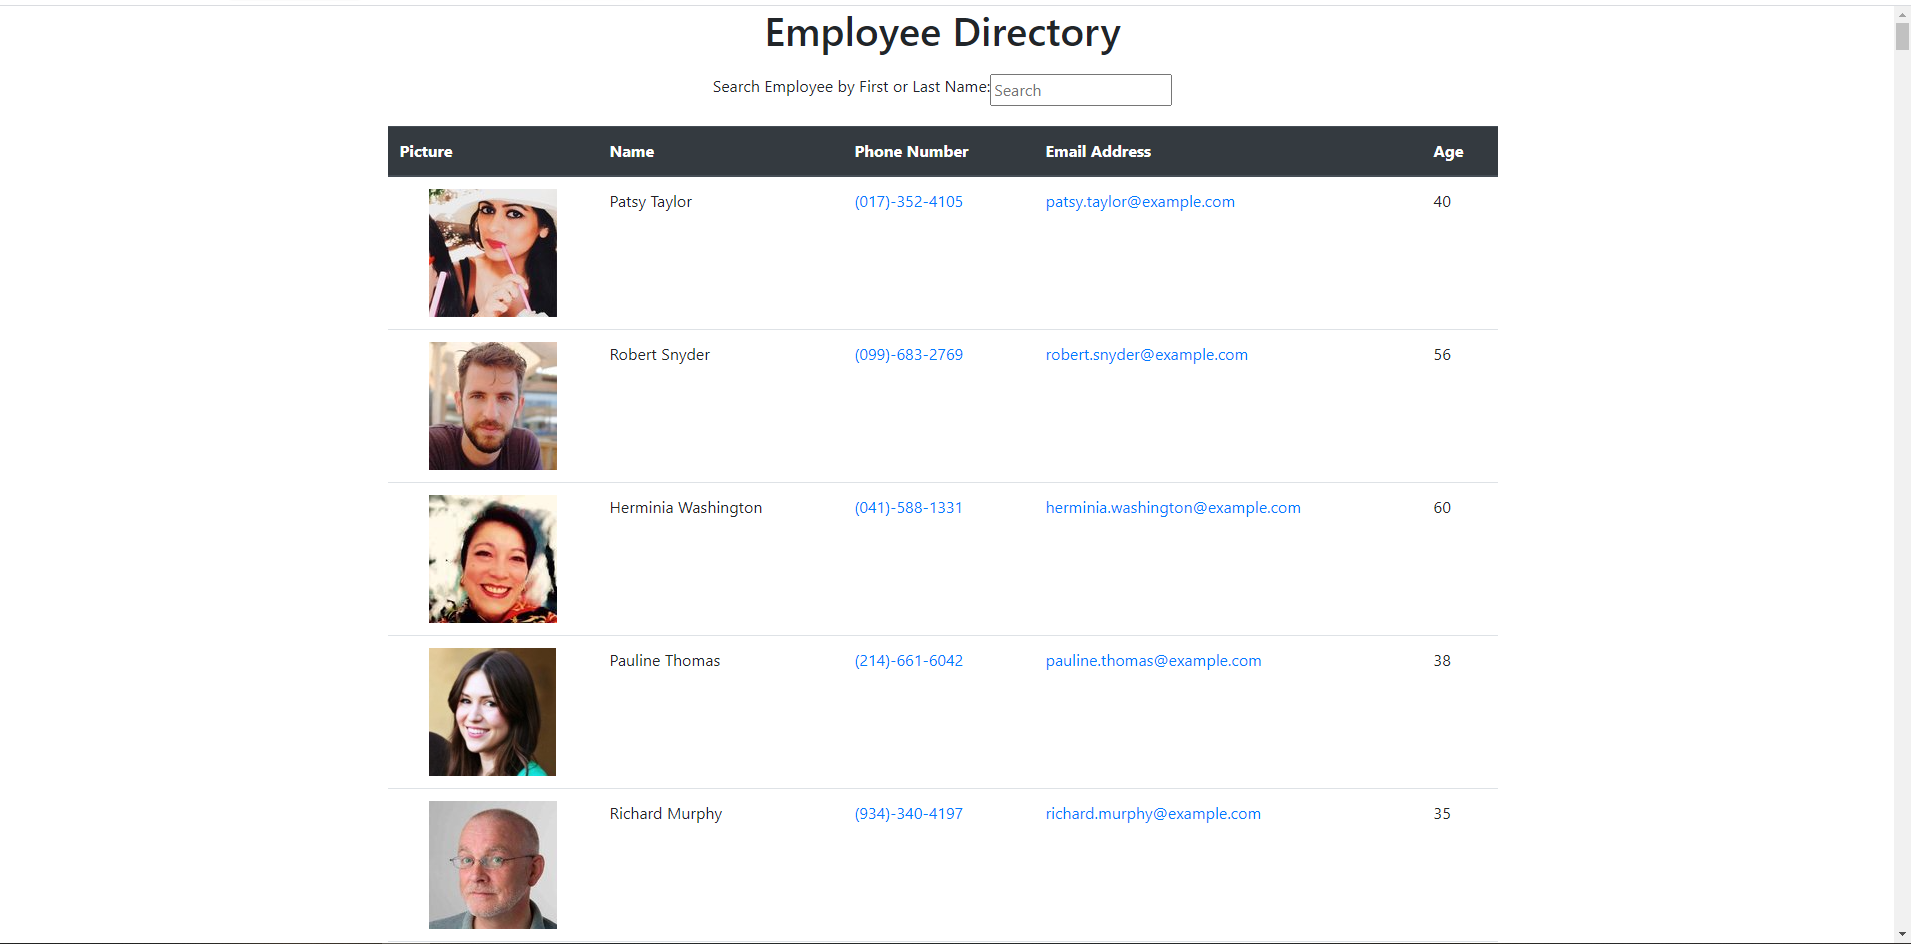 Employee Directory
Search Employee by First or Last Name: Search
Picture Name Phone Number Email Address Age
Patsy Taylor (017)-352-4105 patsy.taylor@example.com 40
Robert Snyder (099)-683-2769 robert.snyder@example.com 56
Herminia Washington (041)-588-1331 herminia.washington@example.com 60
Pauline Thomas (214)-661-6042 pauline.thomas@example.com 38
Richard Murphy (934)-340-4197 richard.murphy@example.com 35